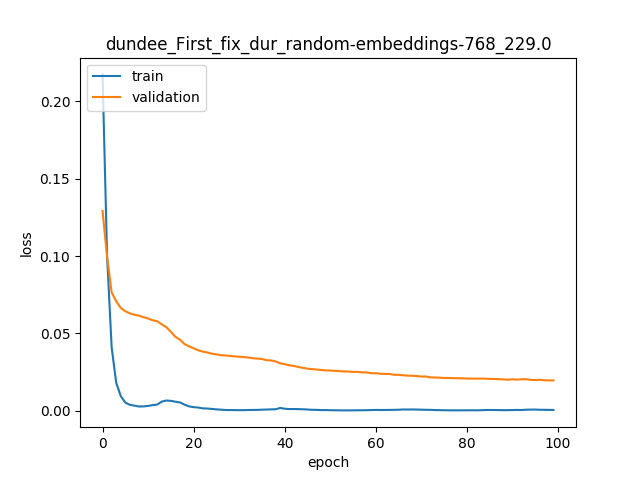 dundee_First_fix_dur_random-embeddings-768_229.0
train
validation
0.20
0.15
0.10
0.05
0.00
loss
0
20
40
60
80
100
epoch